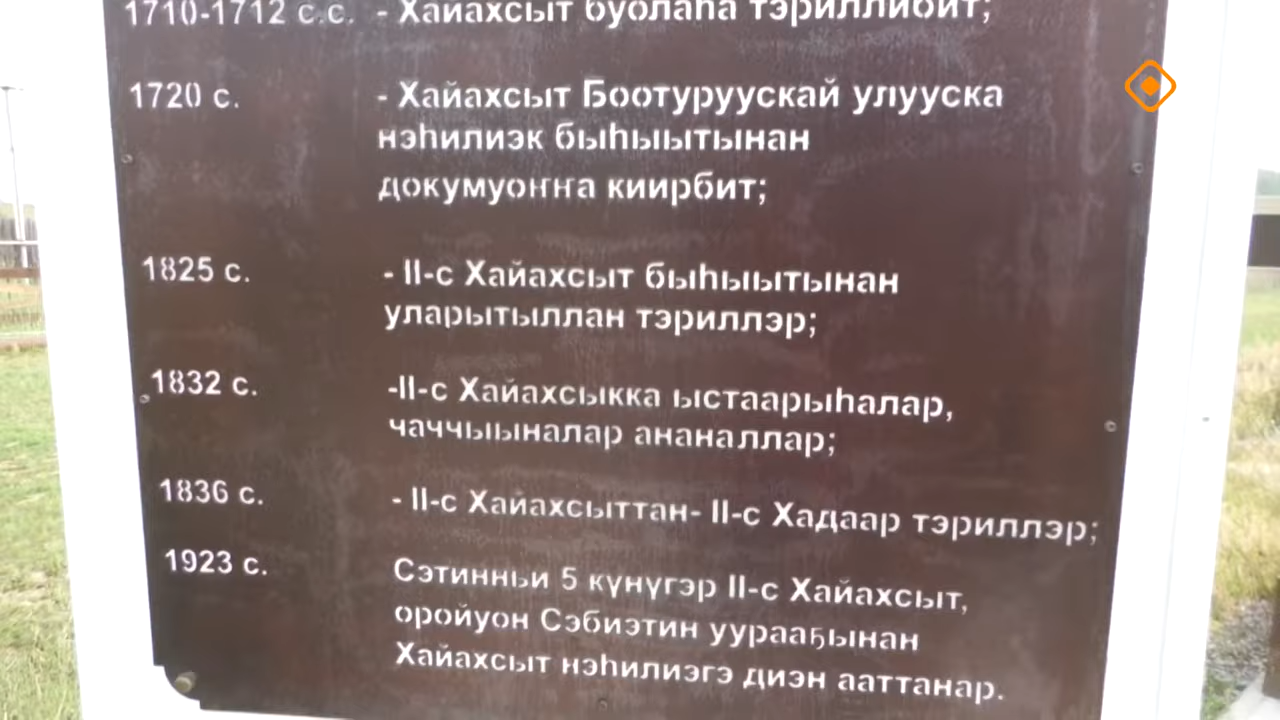 1710-1712 с.с. - Хайахсыт буолаһа тэриллибит;
1720 с. - Хайахсыт Боотуруускай улууска
нэһилиэк быһыытынан
докумуоҥҥа киирбит;
1825 с. - II-с Хайахсыт быһыытынан
уларытыллан тэриллэр;
1832 с. -II-с Хайахсыкка ыстаарыһалар,
чаччыыналар ананаллар;
1836 с. - II-с Хайахсыттан- II-с Хадаар тэриллэр;
1923 с. Сэтинньи 5 күнүгэр II-с Хайахсыт,
оройуон Сэбиэтин уурааҕынан
Хайахсыт нэһилиэгэ диэн ааттанар.